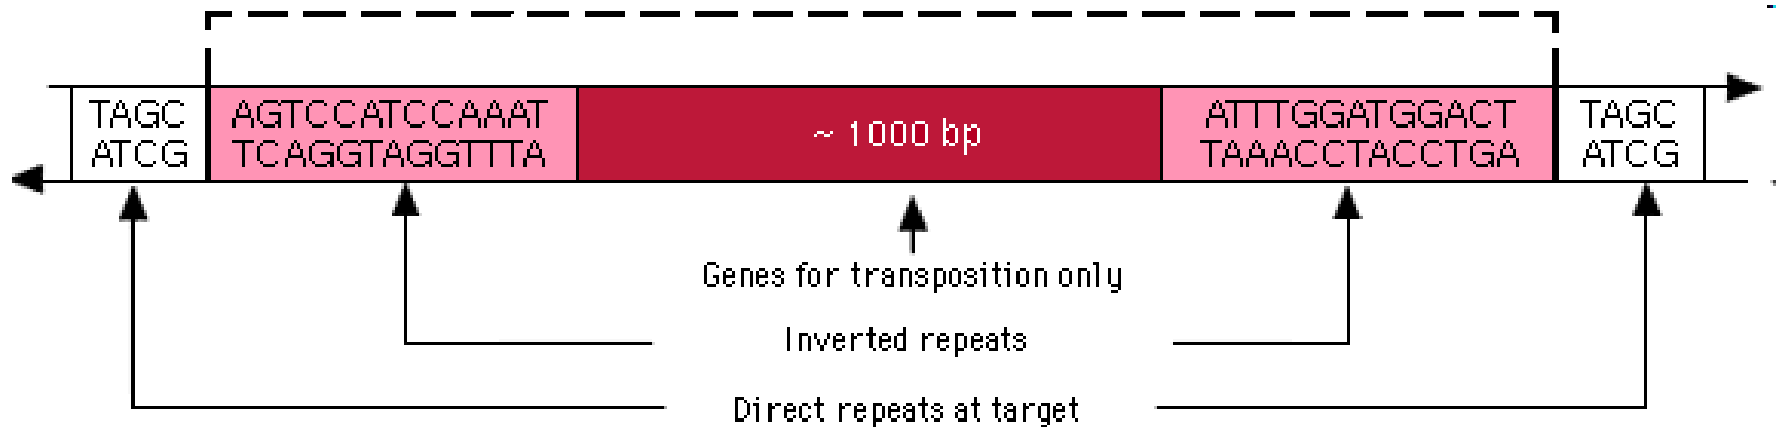 TAGC AGTCCATCCAAAT ~ 1000 bp ATTTGGATGGACT TAGC
ATCG TCAGGTAGGTTTA TAAACCTACCTGA ATCG
Genes for transposition only
Inverted repeats
Direct repeats at target